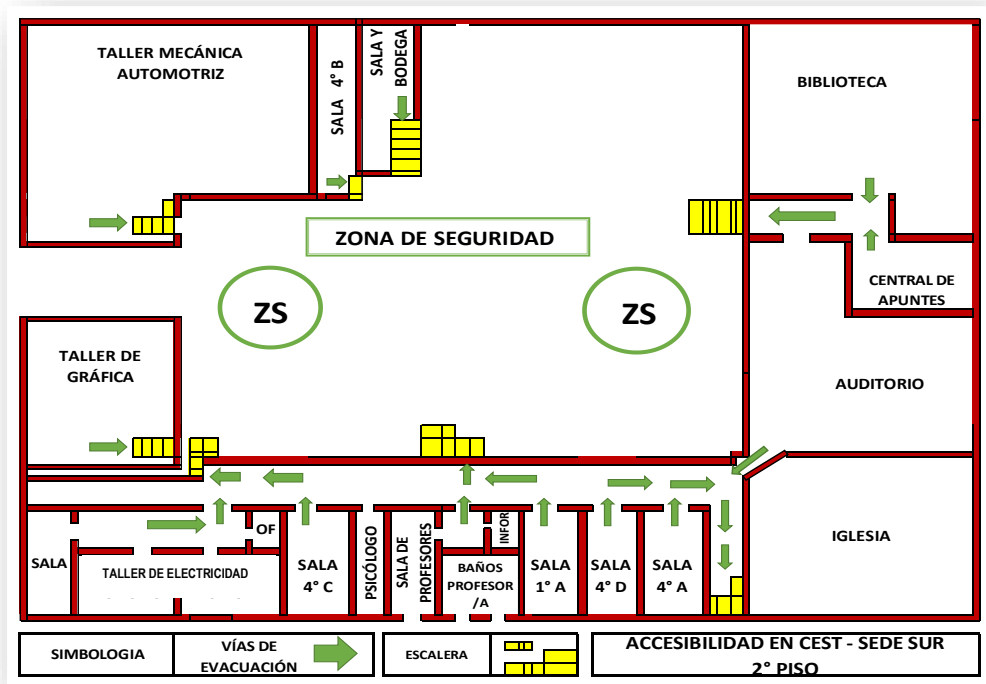 TALLER MECÁNICA
AUTOMOTRIZ
SALA 4° B
SALA Y
BODEGA
BIBLIOTECA
ZONA DE SEGURIDAD
ZS
ZS
CENTRAL DE
APUNTES
TALLER DE
GRÁFICA
AUDITORIO
IGLESIA
SALA
OF
TALLER DE ELECTRICIDAD
SALA
4° C
PSICÓLOGO
SALA DE
PROFESORES
BAÑOS
PROFESOR
/A
INFOR
SALA
1° A
SALA
4° D
SALA
4° A
SIMBOLOGIA
VÍAS DE
EVACUACIÓN
ESCALERA
ACCESIBILIDAD EN CEST - SEDE SUR
2° PISO